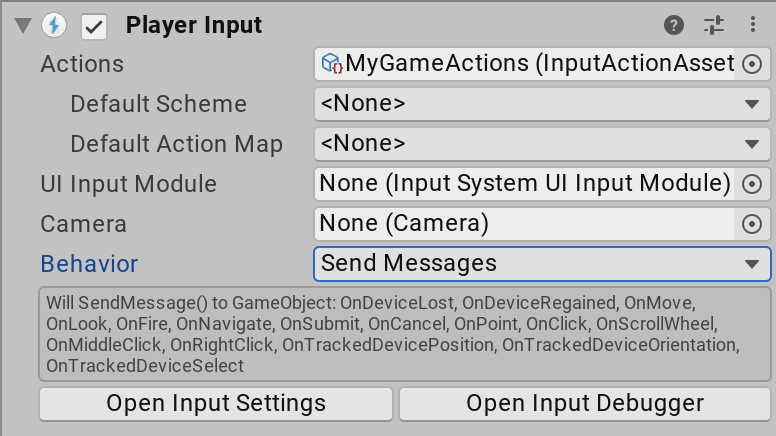 Player Input
Actions MyGameActions (InputActionAsset
Default Scheme <None>
Default Action Map <None>
UI Input Module None (Input System UI Input Module)
Camera None (Camera)
Behavior Send Messages
Will SendMessage() to GameObject: OnDeviceLost, OnDeviceRegained, OnMove,
OnLook, OnFire, OnNavigate, OnSubmit, OnCancel, OnPoint, OnClick, OnScrollWheel,
OnMiddleClick, OnRightClick, OnTrackedDevicePosition, OnTrackedDeviceOrientation,
OnTrackedDeviceSelect
Open Input Settings Open Input Debugger